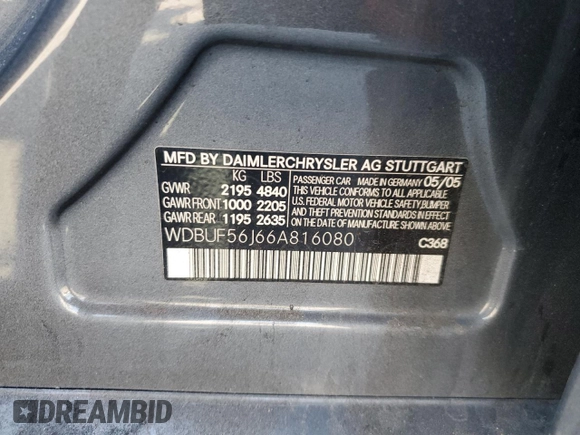 MFD BY DAIMLERCHRYSLER AG STUTTGART
KG LBS
GVWR 2195 4840
GAWR FRONT 1000 2205
GAWR REAR 1195 2635
PASSENGER CAR MADE IN GERMANY 05/05
THIS VEHICLE CONFORMS TO ALL APPLICABLE
U.S. FEDERAL MOTOR VEHICLE SAFETY,BUMPER
AND THEFT PREVENTION STANDARDS IN EFFECT
ON THE DATE OF MANUFACTURE SHOWN ABOVE
WDBUF56J66A816080
C368
DREAMBID